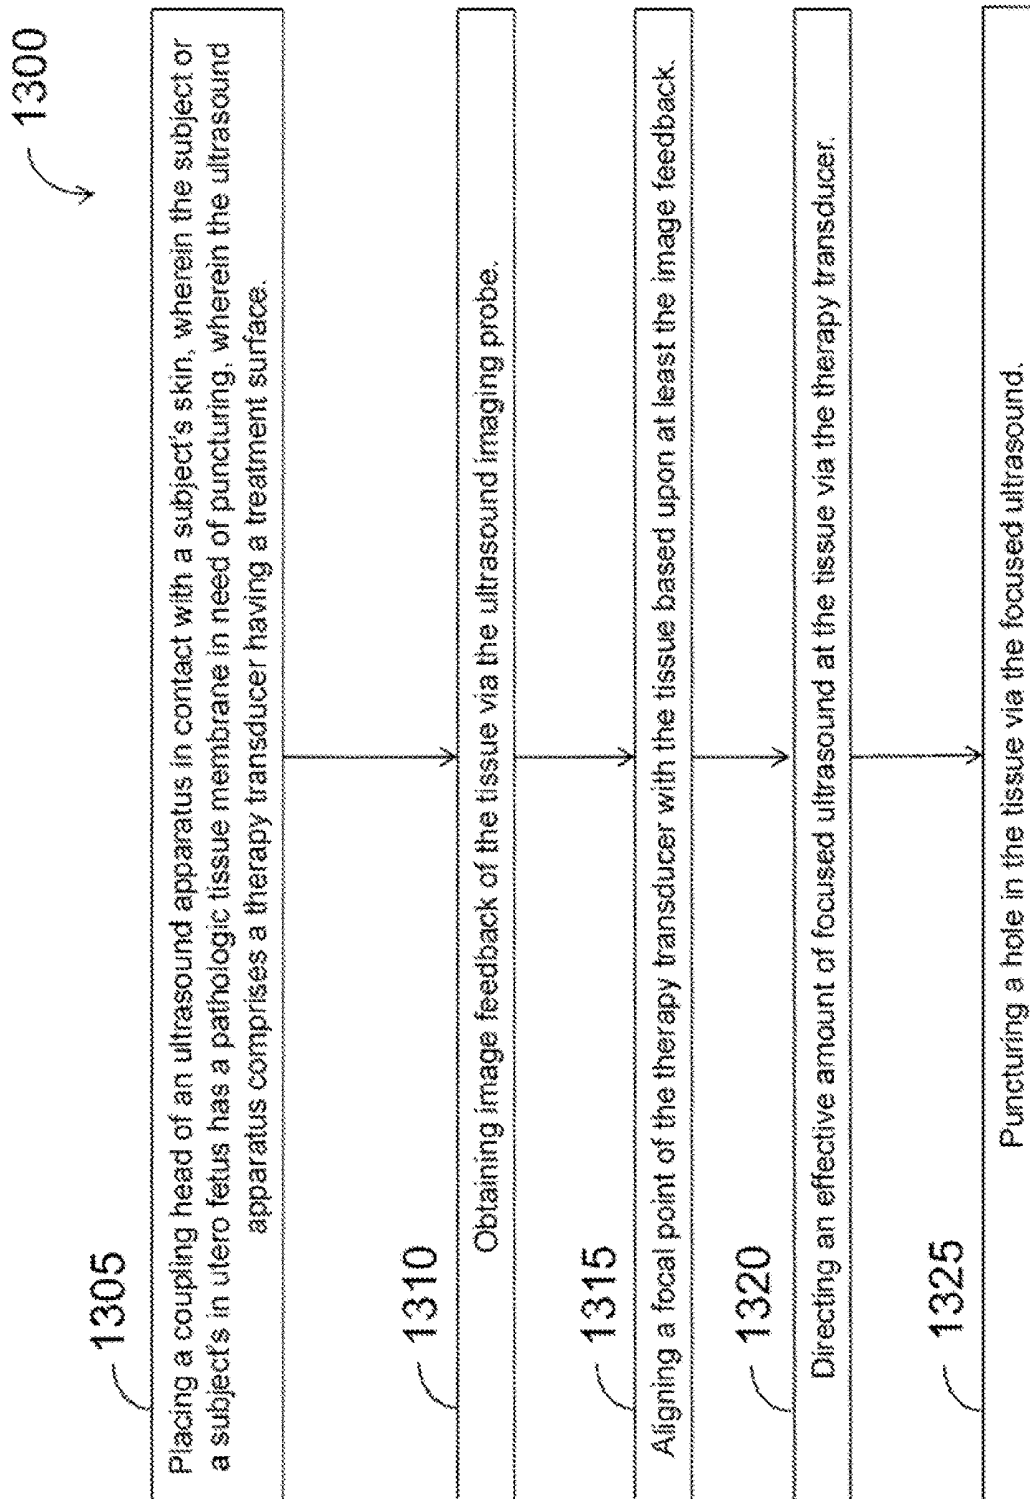 1300
1305
Placing a coupling head of an ultrasound apparatus in contact with a subject's skin, wherein the subject or
a subject's in utero fetus has a pathologic tissue membrane in need of puncturing, wherein the ultrasound
apparatus comprises a therapy transducer having a treatment surface.
1310
Obtaining image feedback of the tissue via the ultrasound imaging probe.
1315
Aligning a focal point of the therapy transducer with the tissue based upon at least the image feedback.
1320
Directing an effective amount of focused ultrasound at the tissue via the therapy transducer.
1325
Puncturing a hole in the tissue via the focused ultrasound.